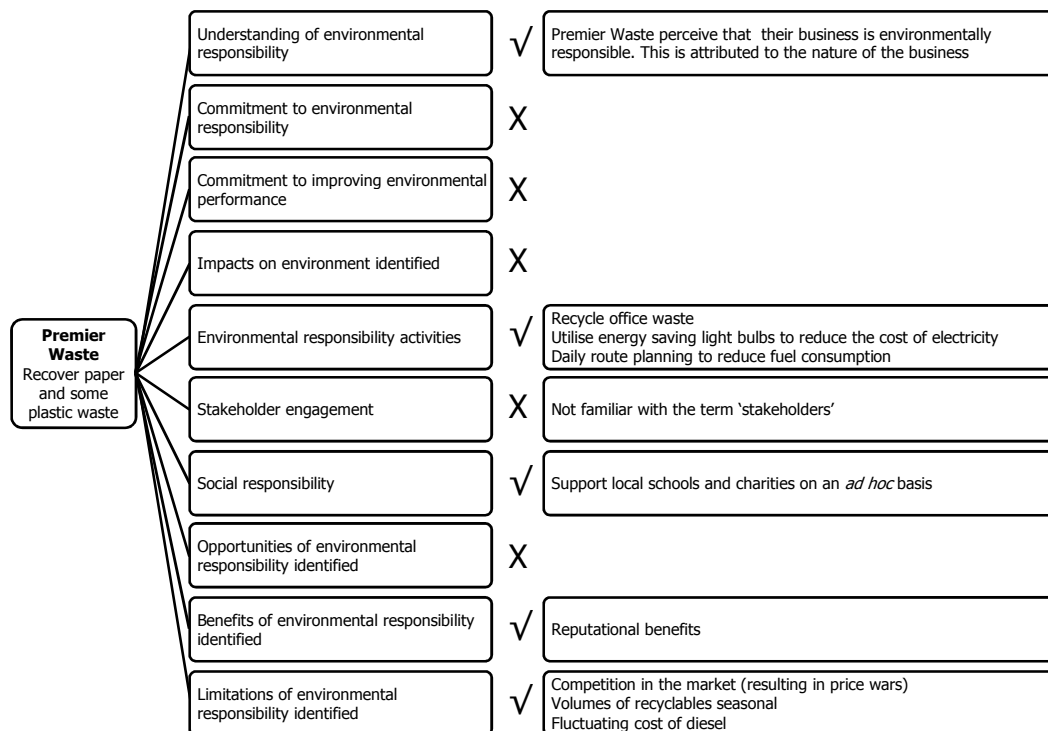 Understanding of environmental
responsibility
√
Premier Waste perceive that their business is environmentally
responsible. This is attributed to the nature of the business
Commitment to environmental
responsibility
X
Commitment to improving environmental
performance
X
Impacts on environment identified
X
Premier
Waste
Recover paper
and some
plastic waste
Environmental responsibility activities
√
Recycle office waste
Utilise energy saving light bulbs to reduce the cost of electricity
Daily route planning to reduce fuel consumption
Stakeholder engagement
X
Not familiar with the term ‘stakeholders’
Social responsibility
√
Support local schools and charities on an ad hoc basis
Opportunities of environmental
responsibility identified
X
Benefits of environmental responsibility
identified
√
Reputational benefits
Limitations of environmental
responsibility identified
√
Competition in the market (resulting in price wars)
Volumes of recyclables seasonal
Fluctuating cost of diesel